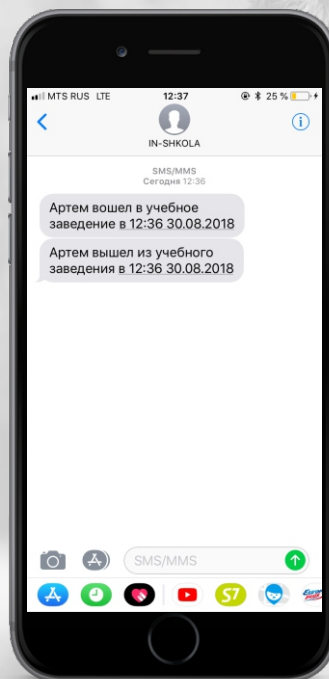 MTS RUS LTE 12:37 25 %
IN-SHKOLA
SMS/MMS
Сегодня 12:36
Артем вошел в учебное
заведение в 12:36 30.08.2018
Артем вышел из учебного
заведения в 12:36 30.08.2018
SMS/MMS
S7